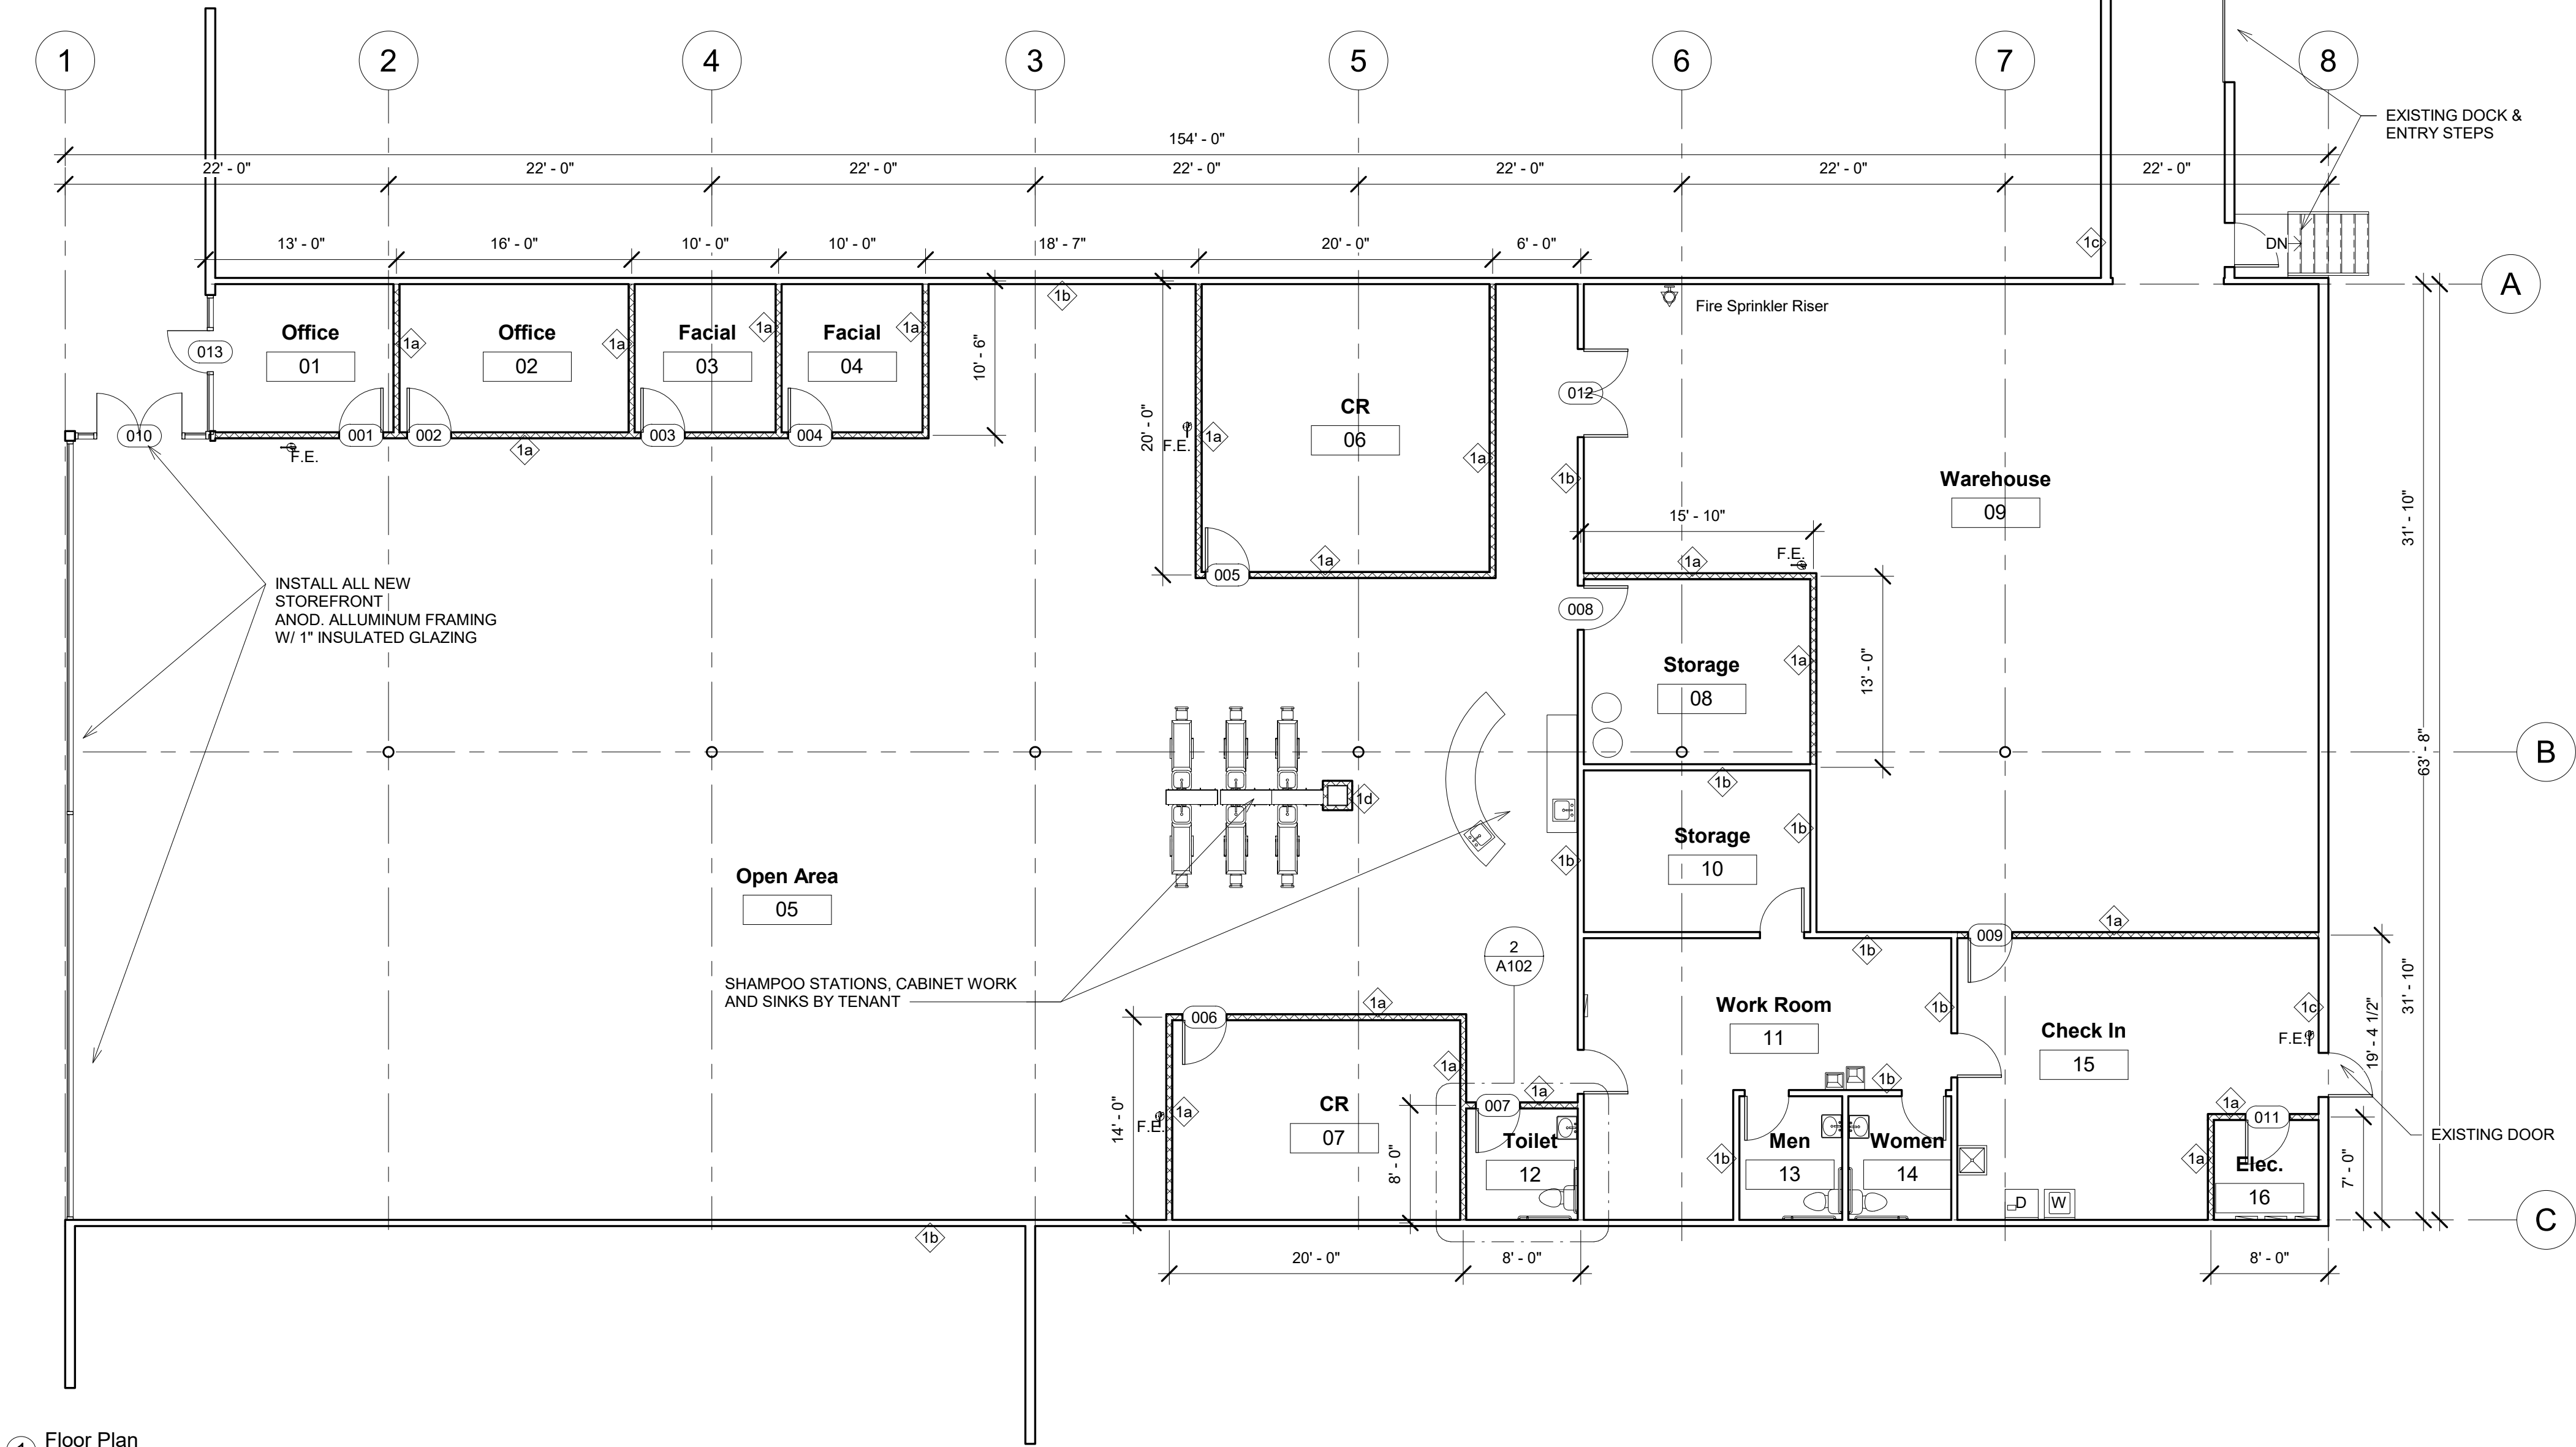 1 2 4 3 5 6 7 8
EXISTING DOCK &
ENTRY STEPS
154' - 0"
22' - 0" 22' - 0" 22' - 0" 22' - 0" 22' - 0" 22' - 0" 22' - 0"
13' - 0" 16' - 0" 10' - 0" 10' - 0" 18' - 7" 20' - 0" 6' - 0" 1c DN
A
1b
Fire Sprinkler Riser
Office Office Facial Facial
1a 1a 1a 1a
013
01 02 03 04
10' - 6"
012
CR
06
20' - 0"
F.E.
1a
1a
010 001 002 003 004
F.E.
1a
1b
Warehouse
09
31' - 10"
15' - 10"
F.E.
1a
1a
005
INSTALL ALL NEW
STOREFRONT
ANOD. ALLUMINUM FRAMING
W/ 1" INSULATED GLAZING
008
Storage
08
1a
13' - 0"
B
63' - 8"
1d
1b
1b
Storage
10
1b
Open Area
05
1a
009
1b
2
A102
SHAMPOO STATIONS, CABINET WORK
AND SINKS BY TENANT
1a
006
Work Room
11
1b
Check In
15
1c
F.E.
31' - 10"
19' - 4 1/2"
1a
1a
1b
CR
07
14' - 0"
F.E.
1a
8' - 0"
007
1a
011
EXISTING DOOR
Toilet
12
Men
13
Women
14
1b
1a
Elec.
16
7' - 0"
D W
C
1b
20' - 0" 8' - 0" 8' - 0"
1 Floor Plan